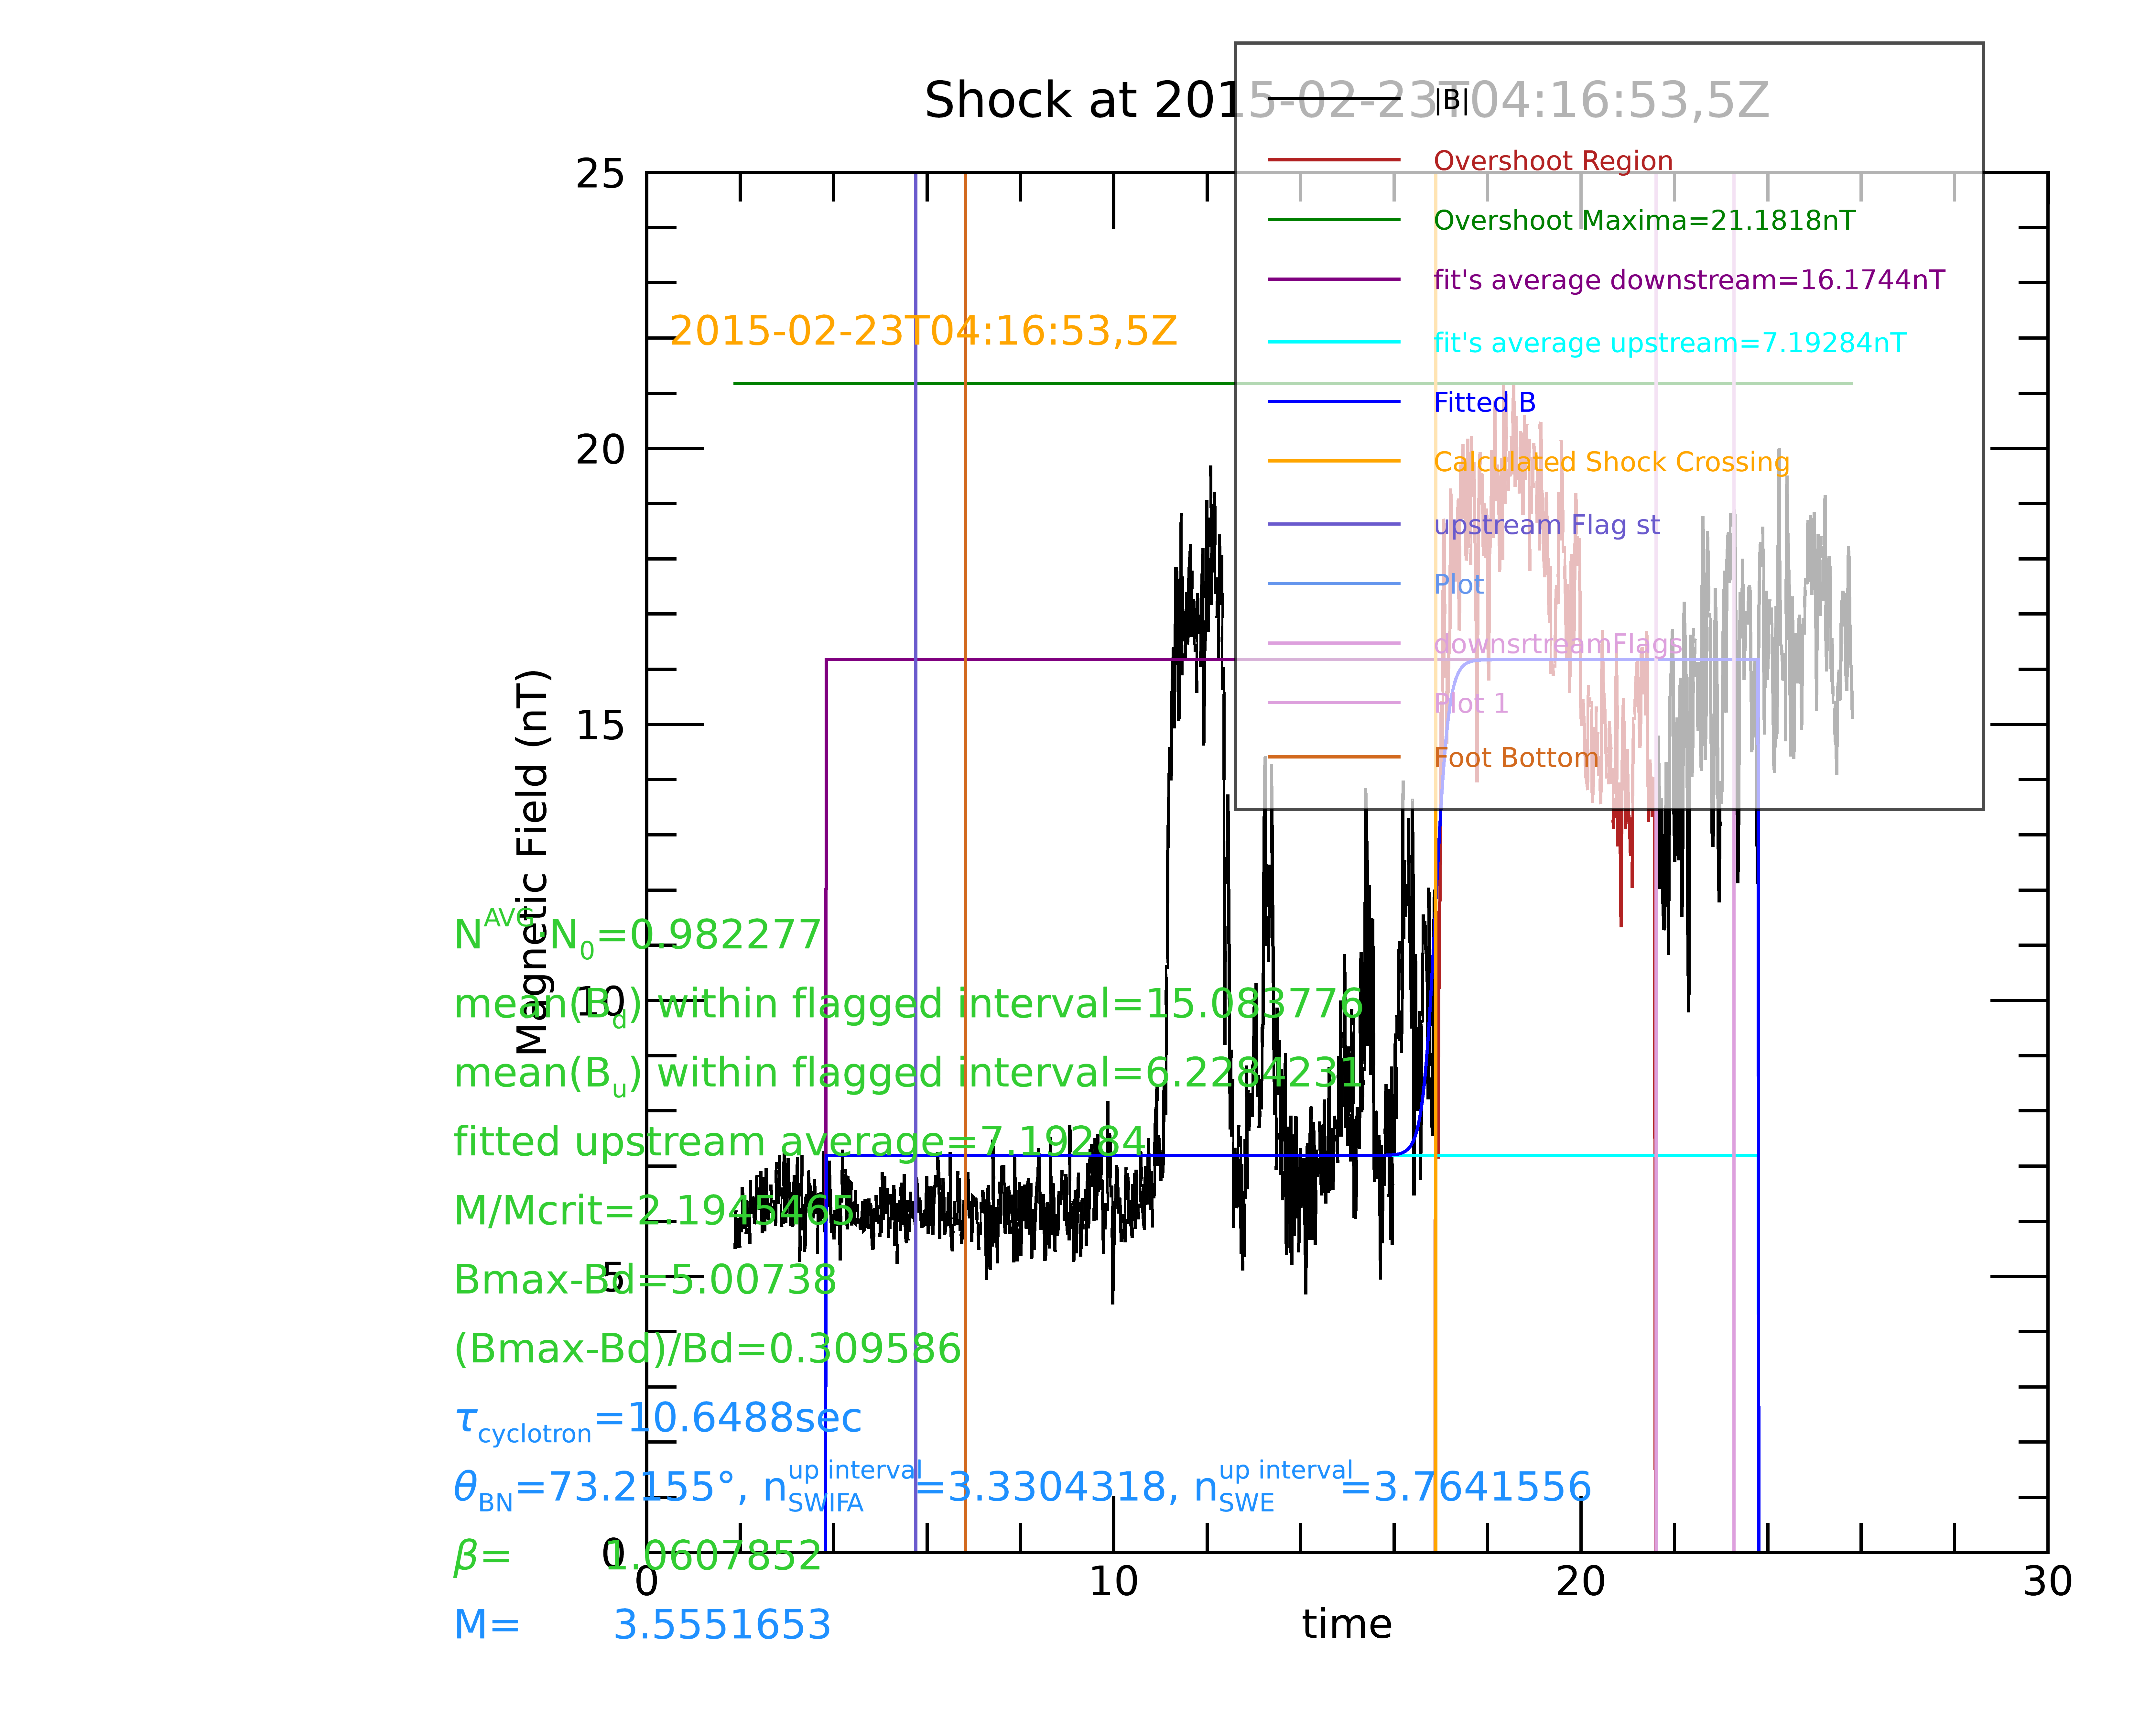 Shock at 2015-02-23T04:16:53,5Z
|B|
Overshoot Region
Overshoot Maxima=21.1818nT
fit's average downstream=16.1744nT
fit's average upstream=7.19284nT
Fitted B
Calculated Shock Crossing
upstream Flag st
Plot
downsrtreamFlags
Plot 1
Foot Bottom
2015-02-23T04:16:53,5Z
25
20
15
10
5
0
Magnetic Field (nT)
N^AVG·N_0=0.982277
mean(B_d) within flagged interval=15.083776
mean(B_u) within flagged interval=6.2284231
fitted upstream average=7.19284
M/Mcrit=2.1945465
Bmax-Bd=5.00738
(Bmax-Bd)/Bd=0.309586
τ_cyclotron=10.6488sec
θ_BN=73.2155°, n_SWIFA^up interval=3.3304318, n_SWE^up interval=3.7641556
β= 1.0607852
M= 3.5551653
0 10 20 30
time